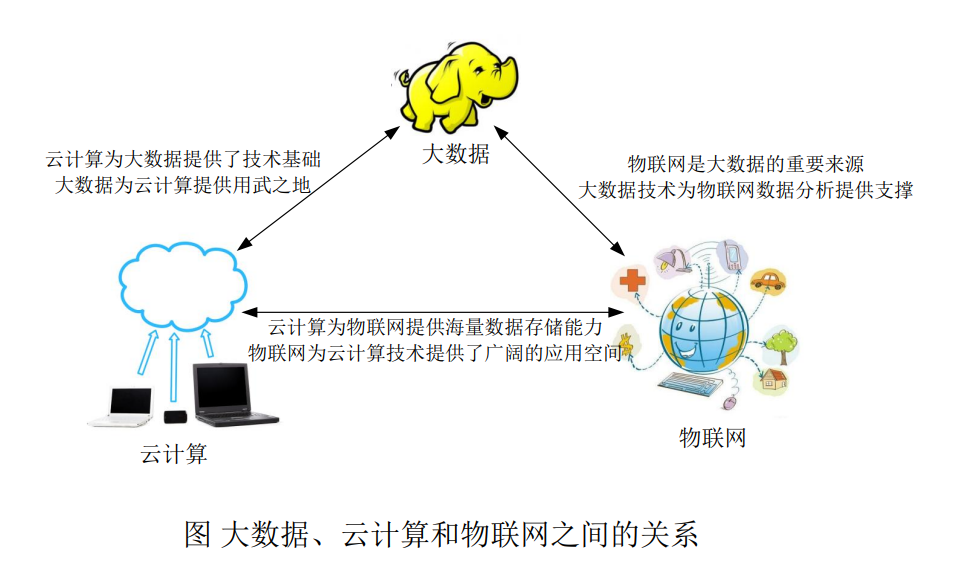 大数据
云计算为大数据提供了技术基础
大数据为云计算提供用武之地
物联网是大数据的重要来源
大数据技术为物联网数据分析提供支撑
云计算为物联网提供海量数据存储能力
物联网为云计算技术提供了广阔的应用空间
云计算
物联网
图 大数据、云计算和物联网之间的关系